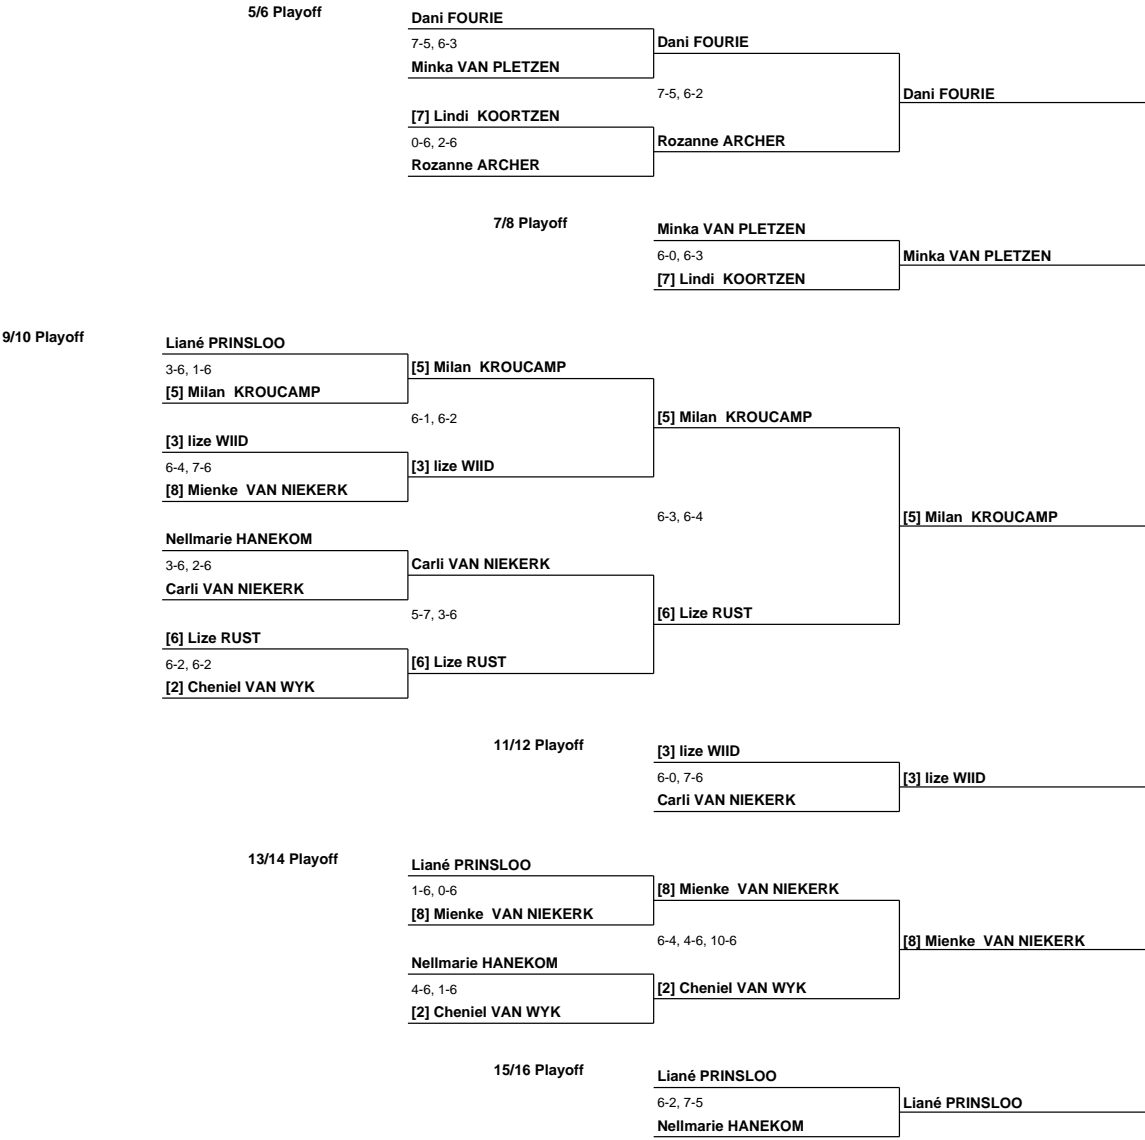 5/6 Playoff
Dani FOURIE
7-5, 6-3
Dani FOURIE
Minka VAN PLETZEN
7-5, 6-2
Dani FOURIE
[7] Lindi KOORTZEN
0-6, 2-6
Rozanne ARCHER
Rozanne ARCHER
7/8 Playoff
Minka VAN PLETZEN
6-0, 6-3
Minka VAN PLETZEN
[7] Lindi KOORTZEN
9/10 Playoff
Liané PRINSLOO
3-6, 1-6
[5] Milan KROUCAMP
[5] Milan KROUCAMP
6-1, 6-2
[5] Milan KROUCAMP
[3] lize WIID
6-4, 7-6
[3] lize WIID
[8] Mienke VAN NIEKERK
6-3, 6-4
[5] Milan KROUCAMP
Nellmarie HANEKOM
3-6, 2-6
Carli VAN NIEKERK
Carli VAN NIEKERK
5-7, 3-6
[6] Lize RUST
[6] Lize RUST
6-2, 6-2
[6] Lize RUST
[2] Cheniel VAN WYK
11/12 Playoff
[3] lize WIID
6-0, 7-6
[3] lize WIID
Carli VAN NIEKERK
13/14 Playoff
Liané PRINSLOO
1-6, 0-6
[8] Mienke VAN NIEKERK
[8] Mienke VAN NIEKERK
6-4, 4-6, 10-6
[8] Mienke VAN NIEKERK
Nellmarie HANEKOM
4-6, 1-6
[2] Cheniel VAN WYK
[2] Cheniel VAN WYK
15/16 Playoff
Liané PRINSLOO
6-2, 7-5
Liané PRINSLOO
Nellmarie HANEKOM